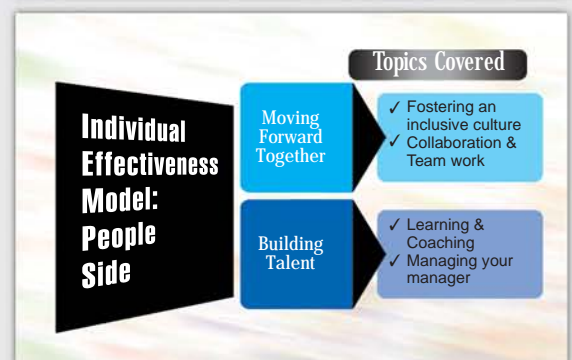 Topics Covered
Individual
Effectiveness
Model:
People
Side
Moving
Forward
Together
✓ Fostering an
inclusive culture
✓ Collaboration &
Team work
Building
Talent
✓ Learning &
Coaching
✓ Managing your
manager